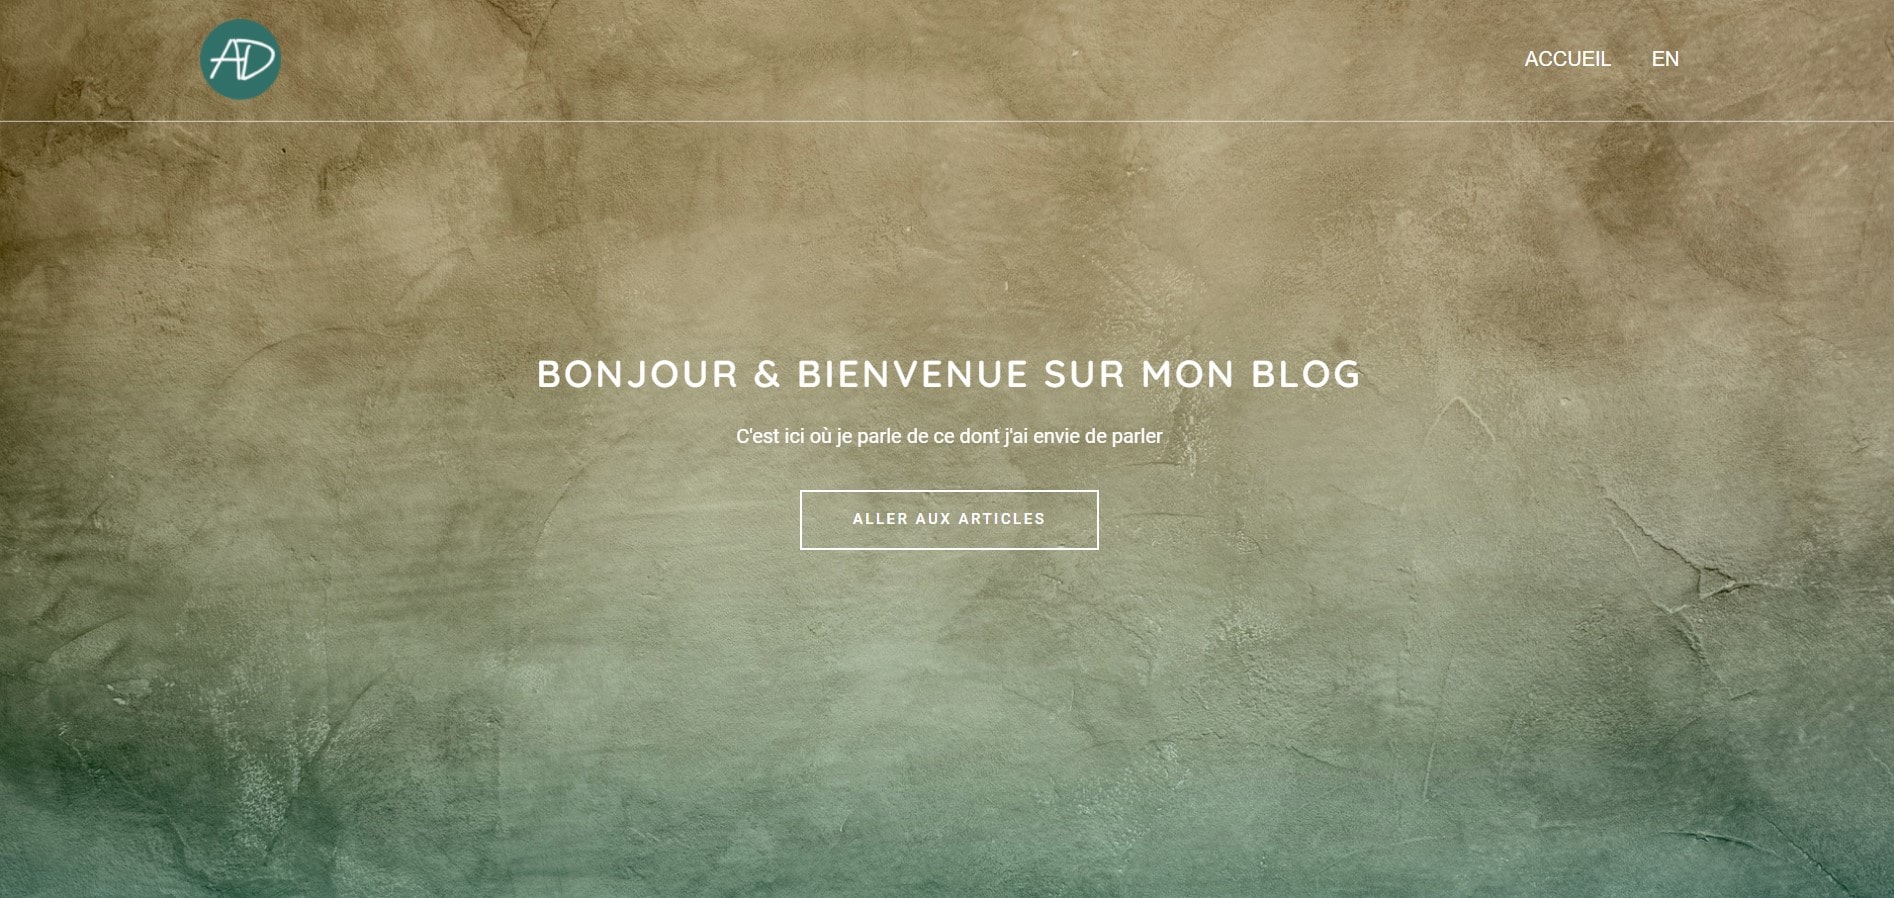 AD
ACCUEIL EN
BONJOUR & BIENVENUE SUR MON BLOG
C'est ici où je parle de ce dont j'ai envie de parler
ALLER AUX ARTICLES